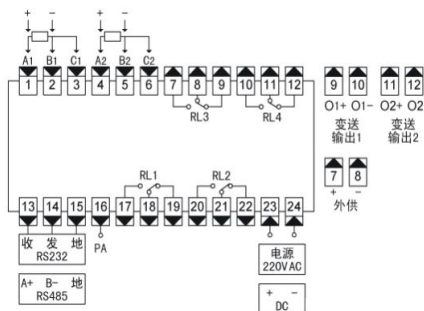 + - + -
A1 B1 C1 A2 B2 C2
1 2 3 4 5 6 7 8 9 10 11 12
RL3 RL4
9 10 11 12
O1+ O1- O2+ O2
变送 变送
输出1 输出2
7 8
+ -
外供
RL1 RL2
13 14 15 16 17 18 19 20 21 22 23 24
收 发 地
RS232
PA
电源
220V AC
A+ B- 地
RS485
+ -
DC